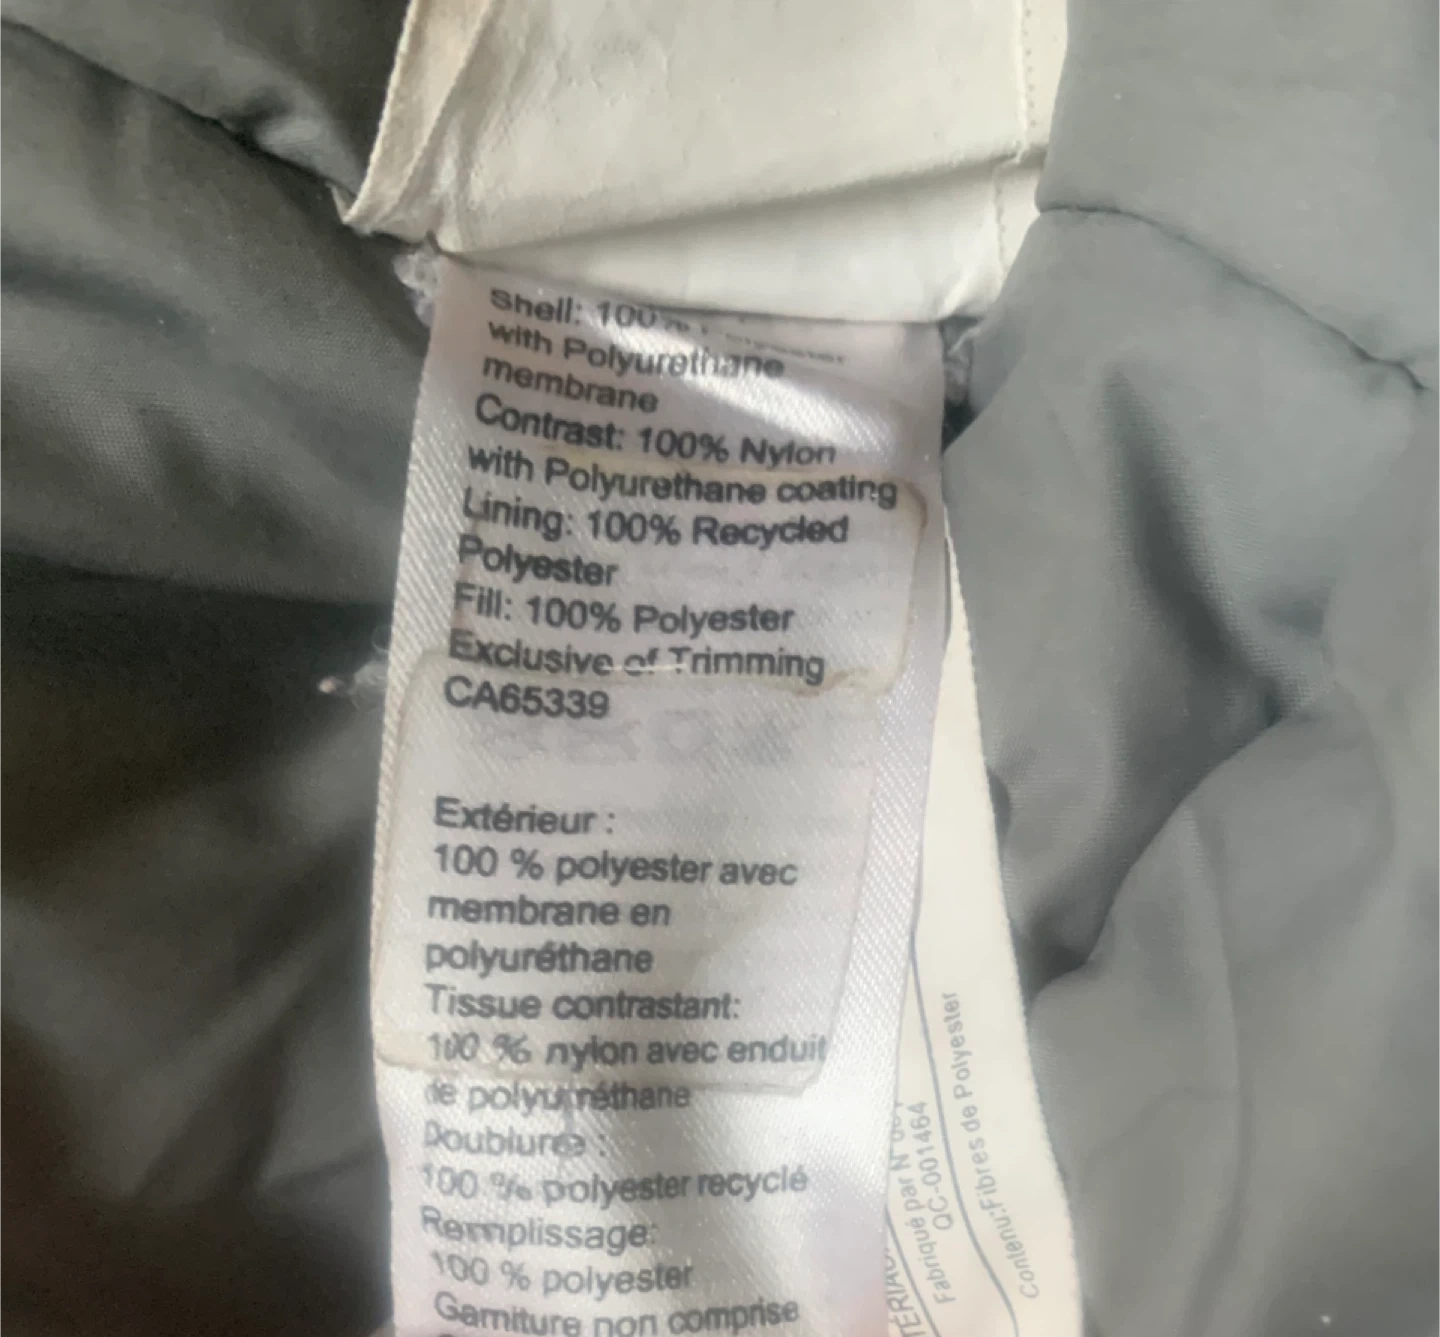 Shell: 100% Polyester
with Polyurethane
membrane
Contrast: 100% Nylon
with Polyurethane coating
Lining: 100% Recycled
Polyester
Fill: 100% Polyester
Exclusive of Trimming
CA65339
Extérieur :
100 % polyester avec
membrane en
polyuréthane
Tissue contrastant:
100 % nylon avec enduit
de polyuréthane
Doublure :
100 % polyester recyclé
Remplissage:
100 % polyester
Garniture non comprise
Fabriqué par N
QC-001464
Contenu:Fibres de Polyester